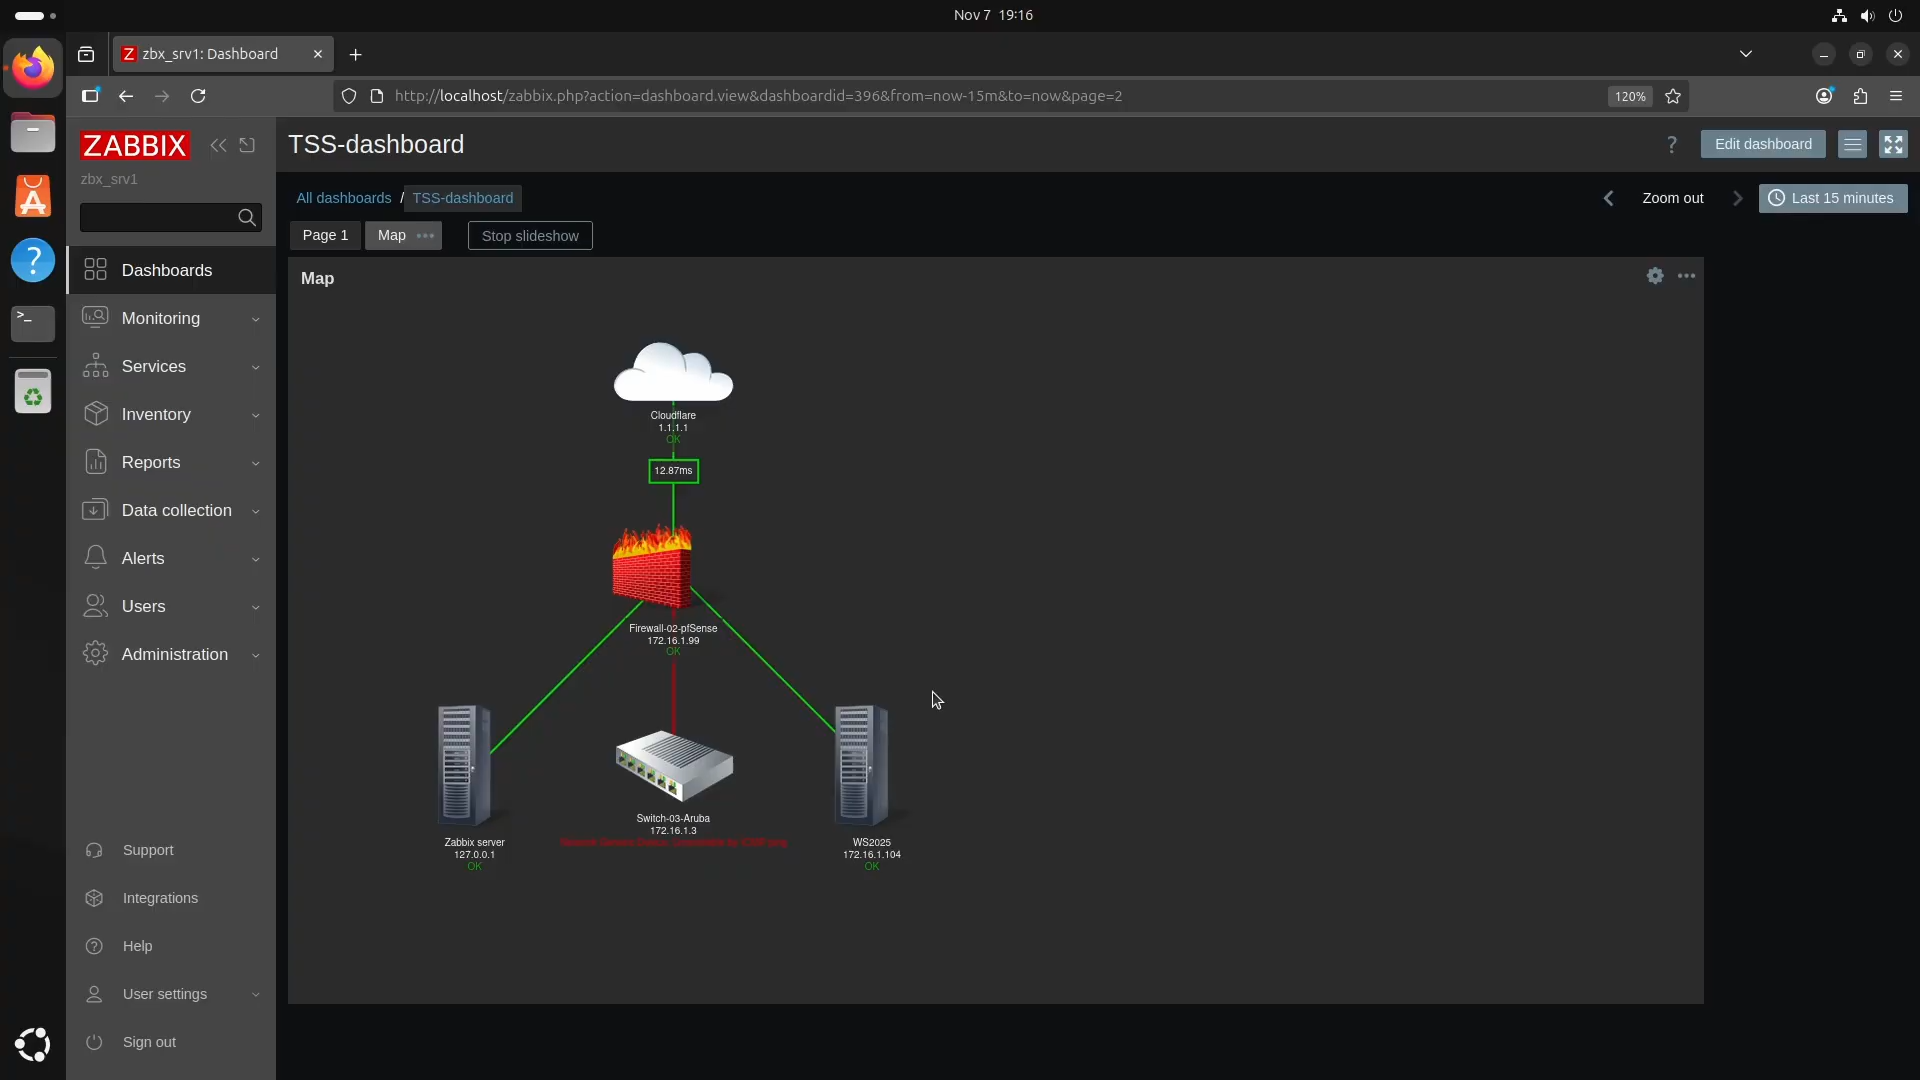 Nov 7 19:16
zbx_srv1: Dashboard
http://localhost/zabbix.php?action=dashboard.view&dashboardid=396&from=now-15m&to=now&page=2
120%
ZABBIX
zbx_srv1
TSS-dashboard
?
Edit dashboard
All dashboards / TSS-dashboard
Zoom out
Last 15 minutes
Page 1
Map
Stop slideshow
Dashboards
Monitoring
Services
Inventory
Reports
Data collection
Alerts
Users
Administration
Support
Integrations
Help
User settings
Sign out
Map
Cloudflare
1.1.1.1
OK
12.87ms
Firewall-02-pfSense
172.16.1.99
OK
Zabbix server
127.0.0.1
OK
Switch-03-Aruba
172.16.1.3
WS2025
172.16.1.104
OK